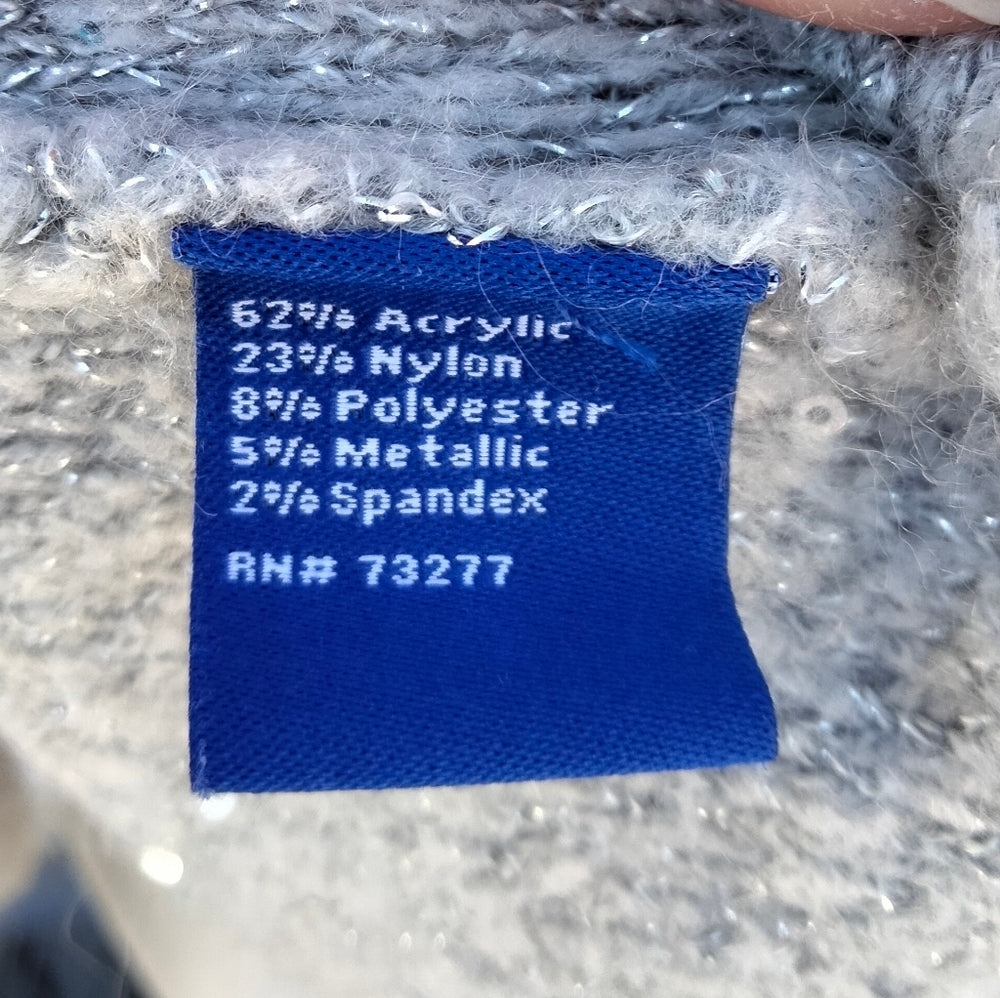 62% Acrylic
23% Nylon
8% Polyester
5% Metallic
2% Spandex
RN# 73277